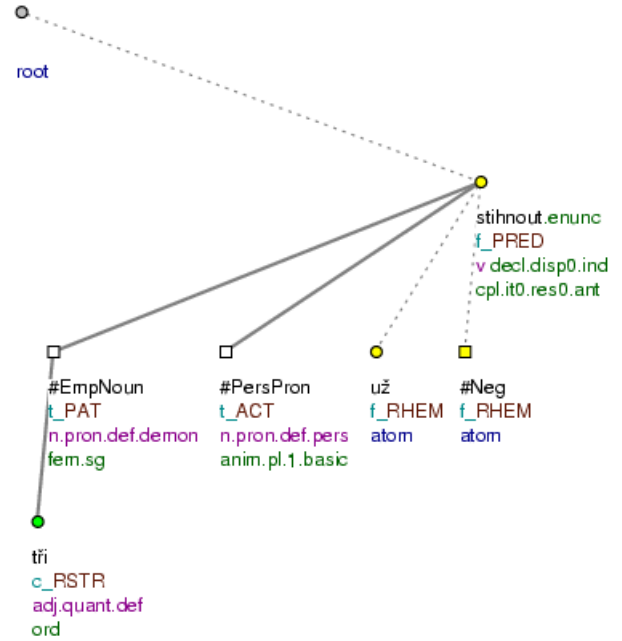 root
stihnout.enunc
f_PRED
v decl.disp0.ind
cpl.it0.res0.ant
#EmpNoun
t_PAT
n.pron.def.demon
fem.sg
#PersPron
t_ACT
n.pron.def.pers
anim.pl.1.basic
už
f_RHEM
atom
#Neg
f_RHEM
atom
tři
c_RSTR
adj.quant.def
ord